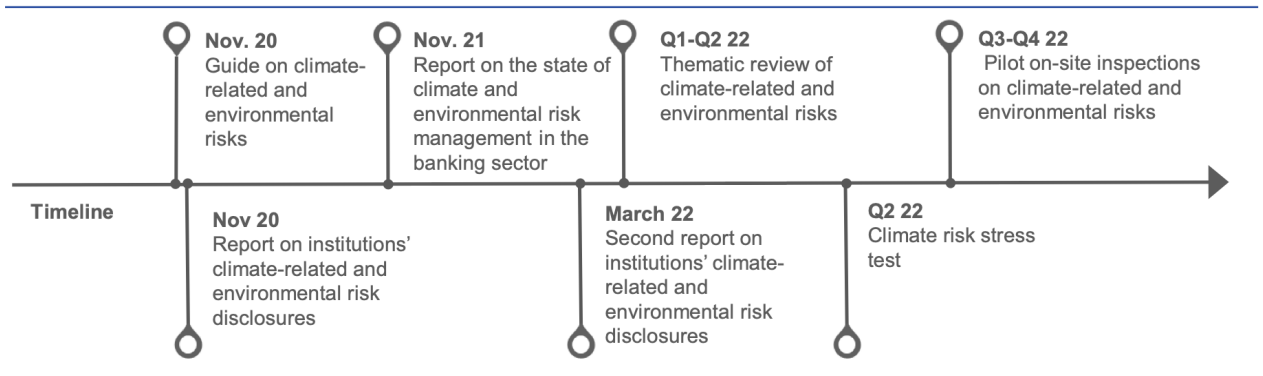 Nov. 20
Guide on climate-
related and
environmental
risks
Nov. 21
Report on the state of
climate and
environmental risk
management in the
banking sector
Q1-Q2 22
Thematic review of
climate-related and
environmental risks
Q3-Q4 22
Pilot on-site inspections
on climate-related and
environmental risks
Timeline
Nov 20
Report on institutions’
climate-related and
environmental risk
disclosures
March 22
Second report on
institutions’ climate-
related and
environmental risk
disclosures
Q2 22
Climate risk stress
test